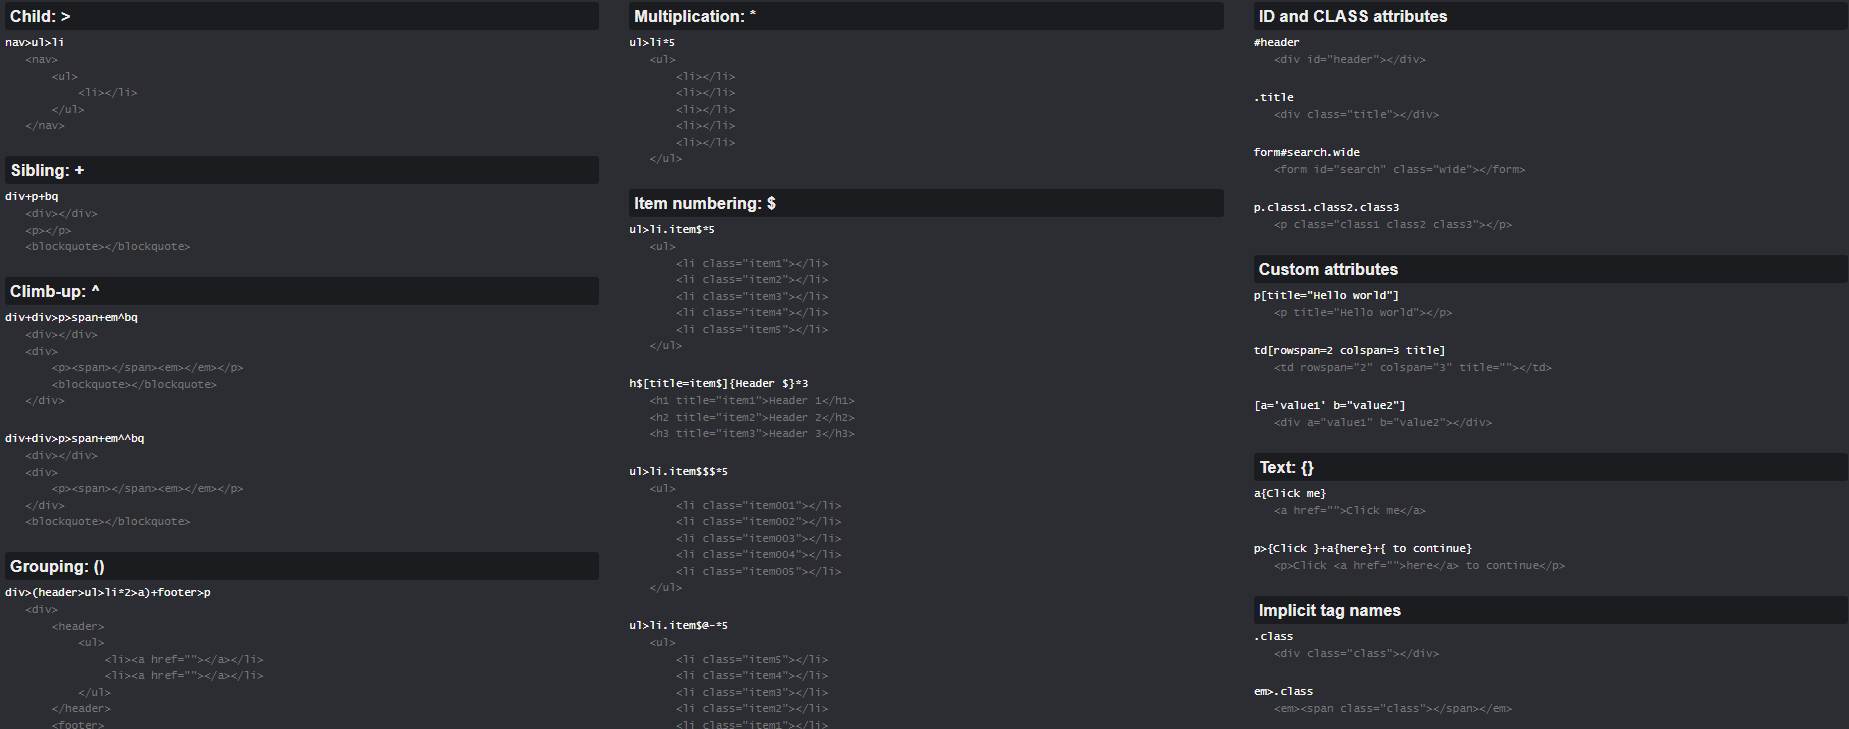 Child: >
nav>ul>li
<nav>
<ul>
<li></li>
</ul>
</nav>
Sibling: +
div+p+bq
<div></div>
<p></p>
<blockquote></blockquote>
Climb-up: ^
div+div>p>span+em^bq
<div></div>
<div>
<p><span></span><em></em></p>
<blockquote></blockquote>
</div>
div+div>p>span+em^^bq
<div></div>
<div>
<p><span></span><em></em></p>
</div>
<blockquote></blockquote>
Grouping: ()
div>(header>ul>li*2>a)+footer>p
<div>
<header>
<ul>
<li><a href=""></a></li>
<li><a href=""></a></li>
</ul>
</header>
<footer>
Multiplication: *
ul>li*5
<ul>
<li></li>
<li></li>
<li></li>
<li></li>
<li></li>
</ul>
Item numbering: $
ul>li.item$*5
<ul>
<li class="item1"></li>
<li class="item2"></li>
<li class="item3"></li>
<li class="item4"></li>
<li class="item5"></li>
</ul>
h$[title=item$]{Header $}*3
<h1 title="item1">Header 1</h1>
<h2 title="item2">Header 2</h2>
<h3 title="item3">Header 3</h3>
ul>li.item$$$*5
<ul>
<li class="item001"></li>
<li class="item002"></li>
<li class="item003"></li>
<li class="item004"></li>
<li class="item005"></li>
</ul>
ul>li.item$@-*5
<ul>
<li class="item5"></li>
<li class="item4"></li>
<li class="item3"></li>
<li class="item2"></li>
<li class="item1"></li>
ID and CLASS attributes
#header
<div id="header"></div>
.title
<div class="title"></div>
form#search.wide
<form id="search" class="wide"></form>
p.class1.class2.class3
<p class="class1 class2 class3"></p>
Custom attributes
p[title="Hello world"]
<p title="Hello world"></p>
td[rowspan=2 colspan=3 title]
<td rowspan="2" colspan="3" title=""></td>
[a='value1' b="value2"]
<div a="value1" b="value2"></div>
Text: {}
a{Click me}
<a href="">Click me</a>
p>{Click }+a{here}+{ to continue}
<p>Click <a href="">here</a> to continue</p>
Implicit tag names
.class
<div class="class"></div>
em>.class
<em><span class="class"></span></em>